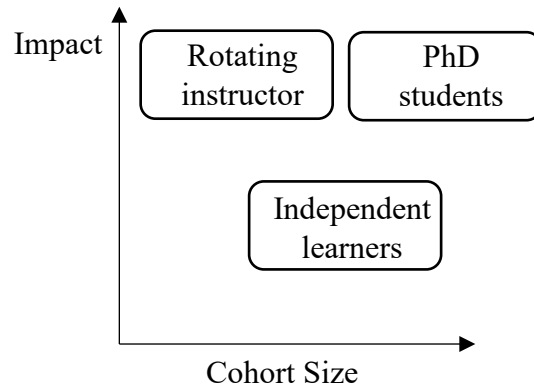 Impact
Rotating
instructor
PhD
students
Independent
learners
Cohort Size